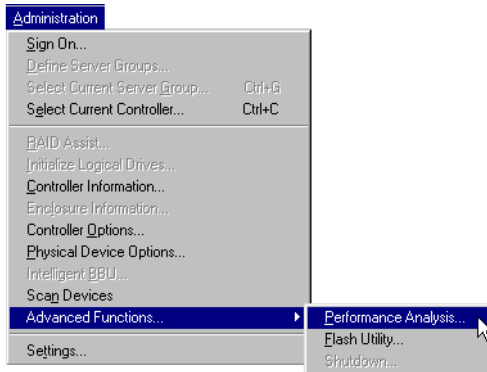 Administration
Sign On...
Define Server Groups...
Select Current Server Group... Ctrl+G
Select Current Controller... Ctrl+C
RAID Assist...
Initialize Logical Drives...
Controller Information...
Enclosure Information...
Controller Options...
Physical Device Options...
Intelligent BBU...
Scan Devices
Advanced Functions...
Performance Analysis...
Flash Utility...
Settings...
Shutdown...